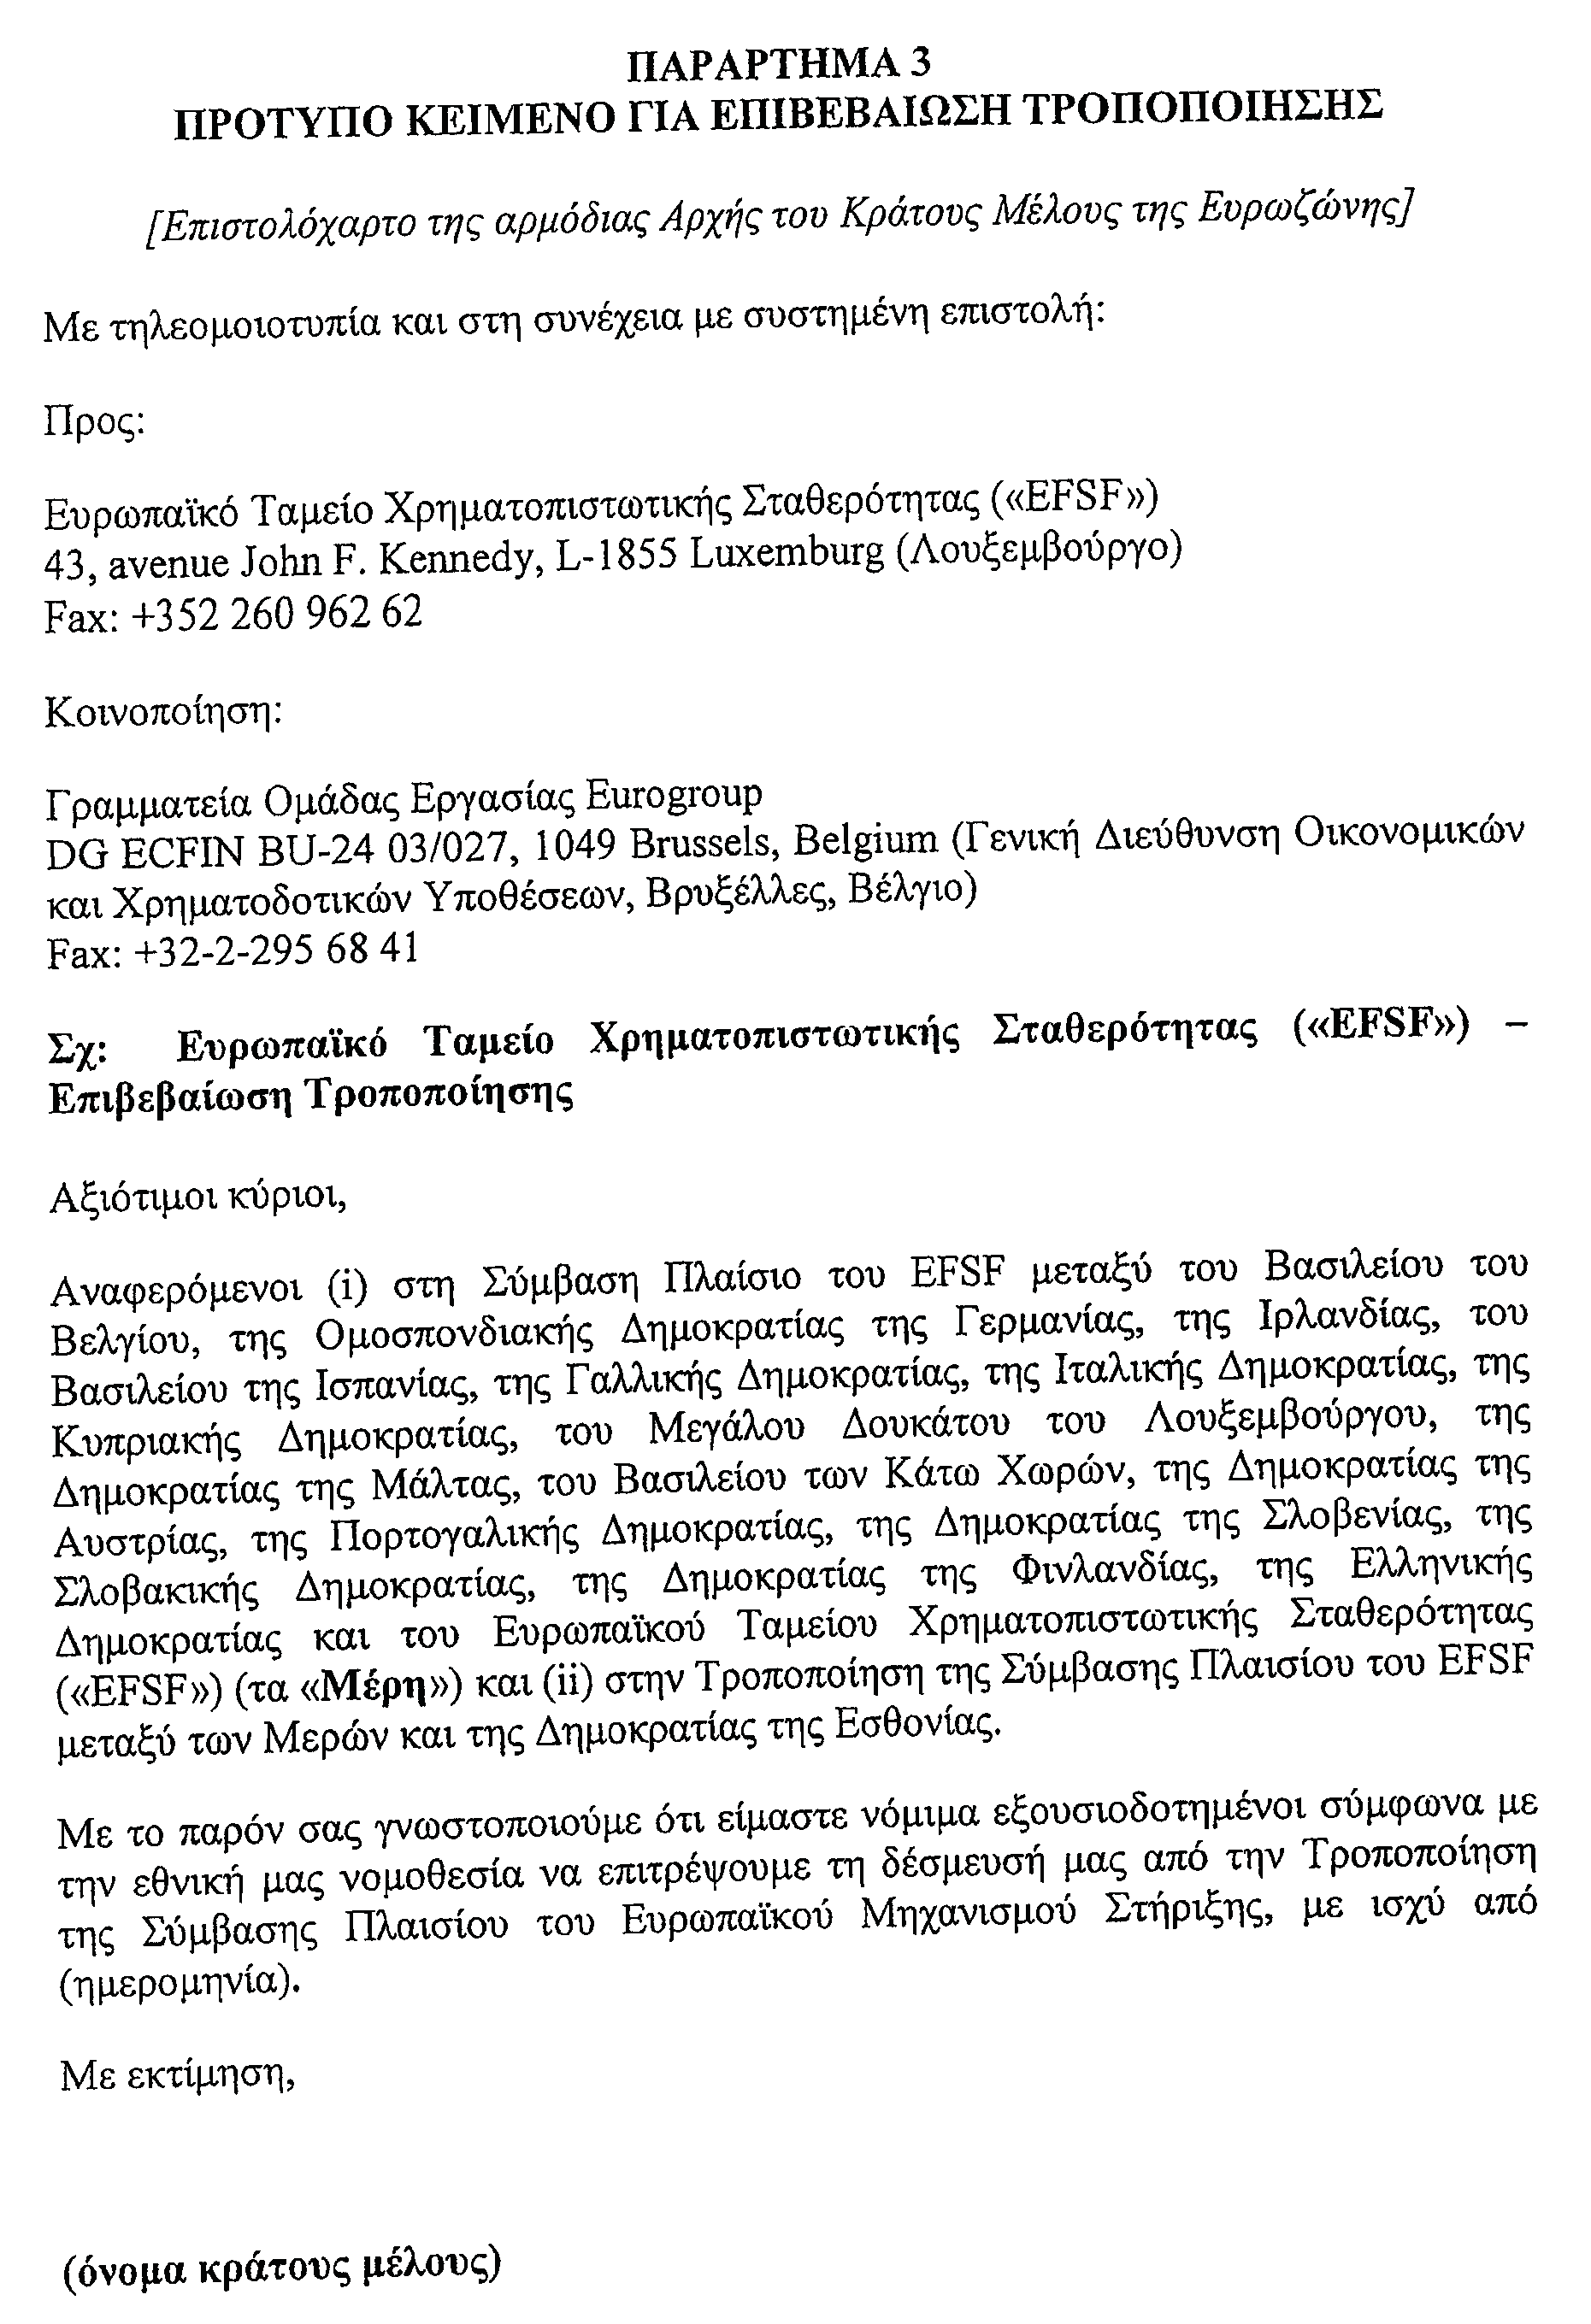 ΠΑΡΑΡΤΗΜΑ 3
ΠΡΟΤΥΠΟ ΚΕΙΜΕΝΟ ΓΙΑ ΕΠΙΒΕΒΑΙΩΣΗ ΤΡΟΠΟΠΟΙΗΣΗΣ
[Επιστολόχαρτο της αρμόδιας Αρχής του Κράτους Μέλους της Ευρωζώνης]
Με τηλεομοιοτυπία και στη συνέχεια με συστημένη επιστολή:
Προς:
Ευρωπαϊκό Ταμείο Χρηματοπιστωτικής Σταθερότητας («EFSF»)
43, avenue John F. Kennedy, L-1855 Luxemburg (Λουξεμβούργο)
Fax: +352 260 962 62
Κοινοποίηση:
Γραμματεία Ομάδας Εργασίας Eurogroup
DG ECFIN BU-24 03/027, 1049 Brussels, Belgium (Γενική Διεύθυνση Οικονομικών
και Χρηματοδοτικών Υποθέσεων, Βρυξέλλες, Βέλγιο)
Fax: +32-2-295 68 41
Σχ: Ευρωπαϊκό Ταμείο Χρηματοπιστωτικής Σταθερότητας («EFSF») –
Επιβεβαίωση Τροποποίησης
Αξιότιμοι κύριοι,
Αναφερόμενοι (i) στη Σύμβαση Πλαίσιο του EFSF μεταξύ του Βασιλείου του
Βελγίου, της Ομοσπονδιακής Δημοκρατίας της Γερμανίας, της Ιρλανδίας, του
Βασιλείου της Ισπανίας, της Γαλλικής Δημοκρατίας, της Ιταλικής Δημοκρατίας, της
Κυπριακής Δημοκρατίας, του Μεγάλου Δουκάτου του Λουξεμβούργου, της
Δημοκρατίας της Μάλτας, του Βασιλείου των Κάτω Χωρών, της Δημοκρατίας της
Αυστρίας, της Πορτογαλικής Δημοκρατίας, της Δημοκρατίας της Σλοβενίας, της
Σλοβακικής Δημοκρατίας, της Δημοκρατίας της Φινλανδίας, της Ελληνικής
Δημοκρατίας και του Ευρωπαϊκού Ταμείου Χρηματοπιστωτικής Σταθερότητας
(«EFSF») (τα «Μέρη») και (ii) στην Τροποποίηση της Σύμβασης Πλαισίου του EFSF
μεταξύ των Μερών και της Δημοκρατίας της Εσθονίας.
Με το παρόν σας γνωστοποιούμε ότι είμαστε νόμιμα εξουσιοδοτημένοι σύμφωνα με
την εθνική μας νομοθεσία να επιτρέψουμε τη δέσμευσή μας από την Τροποποίηση
της Σύμβασης Πλαισίου του Ευρωπαϊκού Μηχανισμού Στήριξης, με ισχύ από
(ημερομηνία).
Με εκτίμηση,
(όνομα κράτους μέλους)